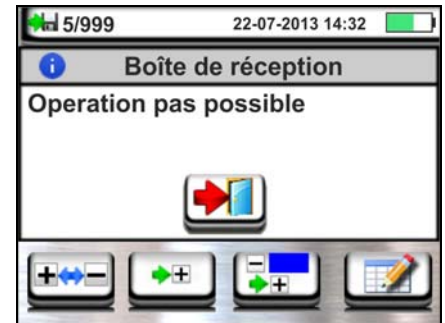 5/999 22-07-2013 14:32
Boîte de réception
Operation pas possible